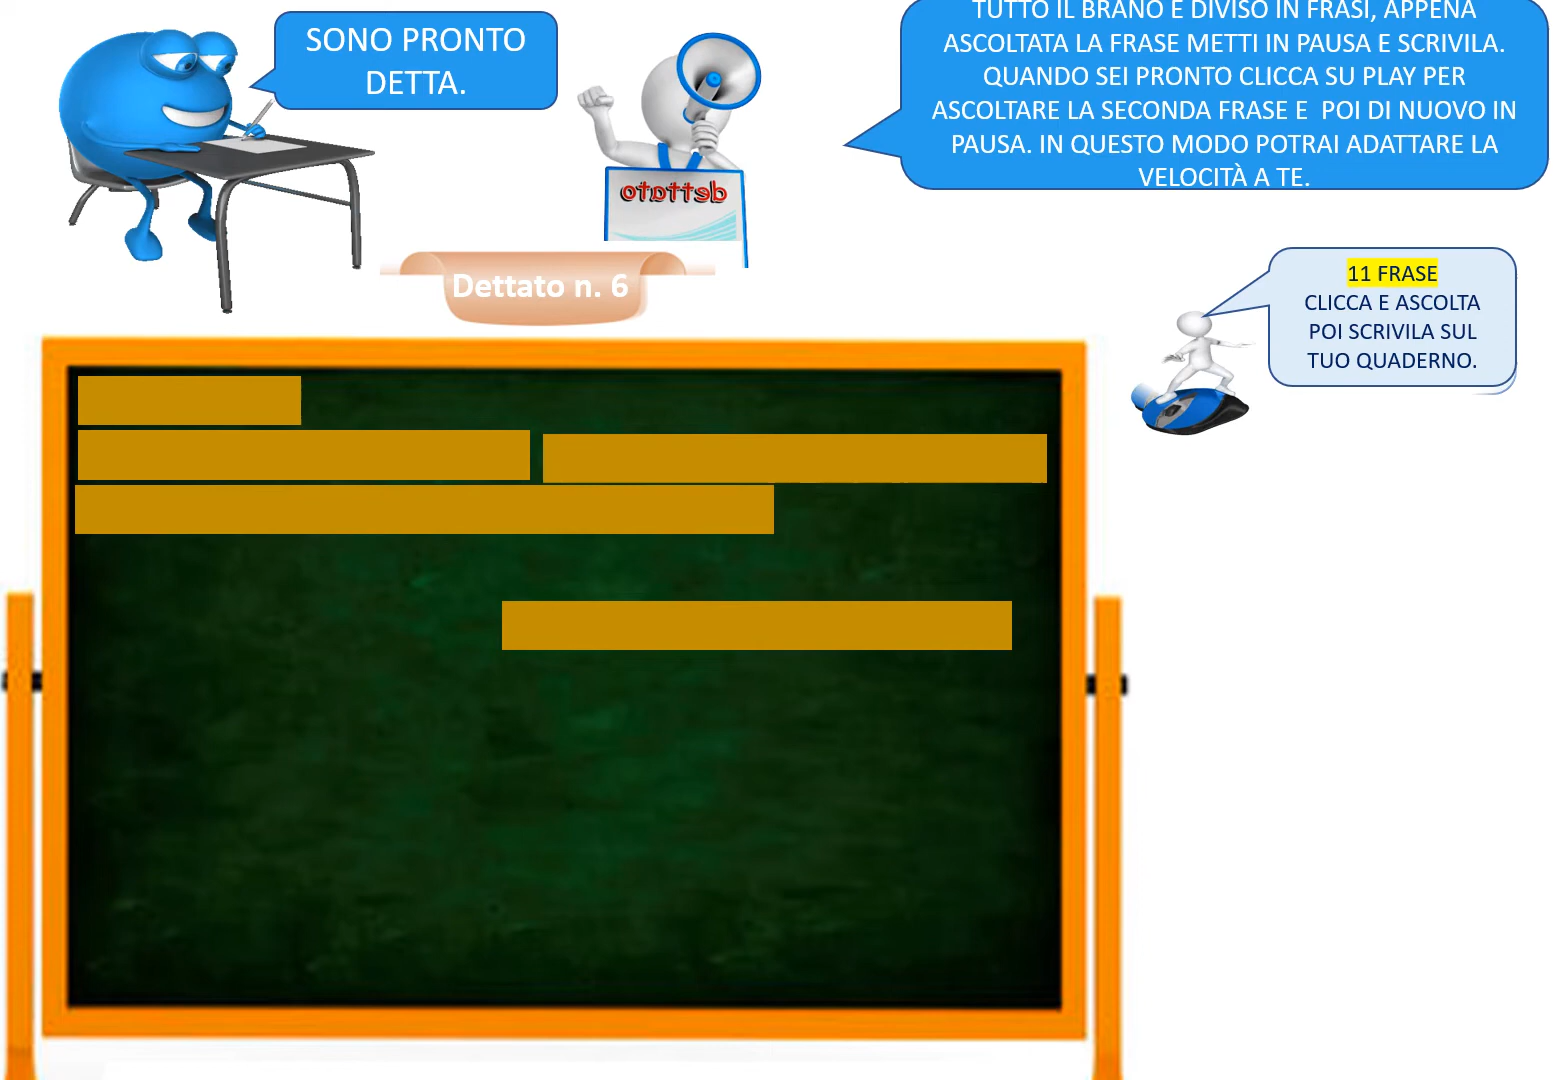 SONO PRONTO
DETTA.
TUTTO IL BRANO È DIVISO IN FRASI, APPENA
ASCOLTATA LA FRASE METTI IN PAUSA E SCRIVILA.
QUANDO SEI PRONTO CLICCA SU PLAY PER
ASCOLTARE LA SECONDA FRASE E POI DI NUOVO IN
PAUSA. IN QUESTO MODO POTRAI ADATTARE LA
VELOCITÀ A TE.
dettato
Dettato n. 6
11 FRASE
CLICCA E ASCOLTA
POI SCRIVILA SUL
TUO QUADERNO.